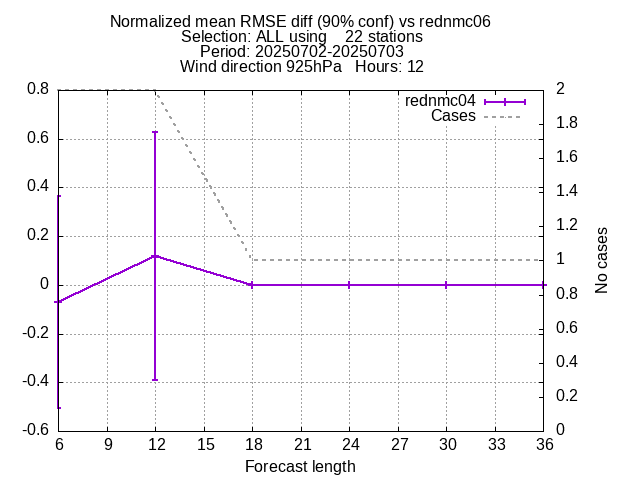 Normalized mean RMSE diff (90% conf) vs rednmc06
Selection: ALL using    22 stations
Period: 20250702-20250703
Wind direction 925hPa   Hours: 12
rednmc04
Cases
0.8
0.6
0.4
0.2
0
-0.2
-0.4
-0.6
2
1.8
1.6
1.4
1.2
1
0.8
0.6
0.4
0.2
0
No cases
6 9 12 15 18 21 24 27 30 33 36
Forecast length